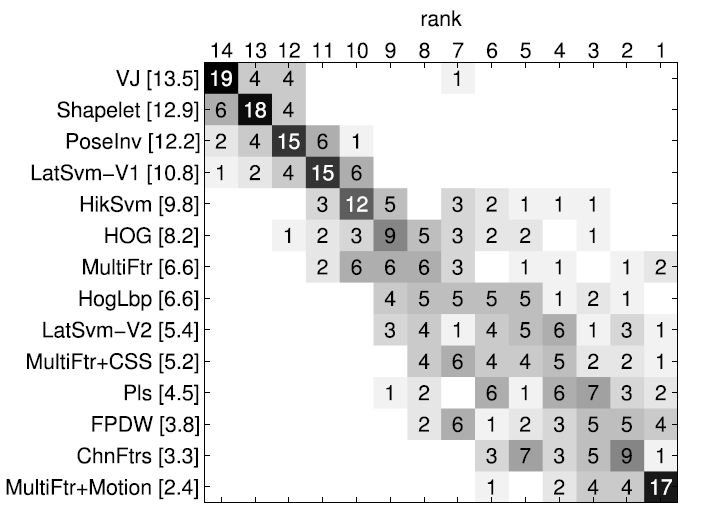 rank
14 13 12 11 10 9 8 7 6 5 4 3 2 1
VJ [13.5] 19 4 4 1
Shapelet [12.9] 6 18 4
PoseInv [12.2] 2 4 15 6 1
LatSvm−V1 [10.8] 1 2 4 15 6
HikSvm [9.8] 3 12 5 3 2 1 1 1
HOG [8.2] 1 2 3 9 5 3 2 2 1
MultiFtr [6.6] 2 6 6 6 3 1 1 1 2
HogLbp [6.6] 4 5 5 5 5 1 2 1
LatSvm−V2 [5.4] 3 4 1 4 5 6 1 3 1
MultiFtr+CSS [5.2] 4 6 4 4 5 2 2 1
Pls [4.5] 1 2 6 1 6 7 3 2
FPDW [3.8] 2 6 1 2 3 5 5 4
ChnFtrs [3.3] 3 7 3 5 9 1
MultiFtr+Motion [2.4] 1 2 4 4 17